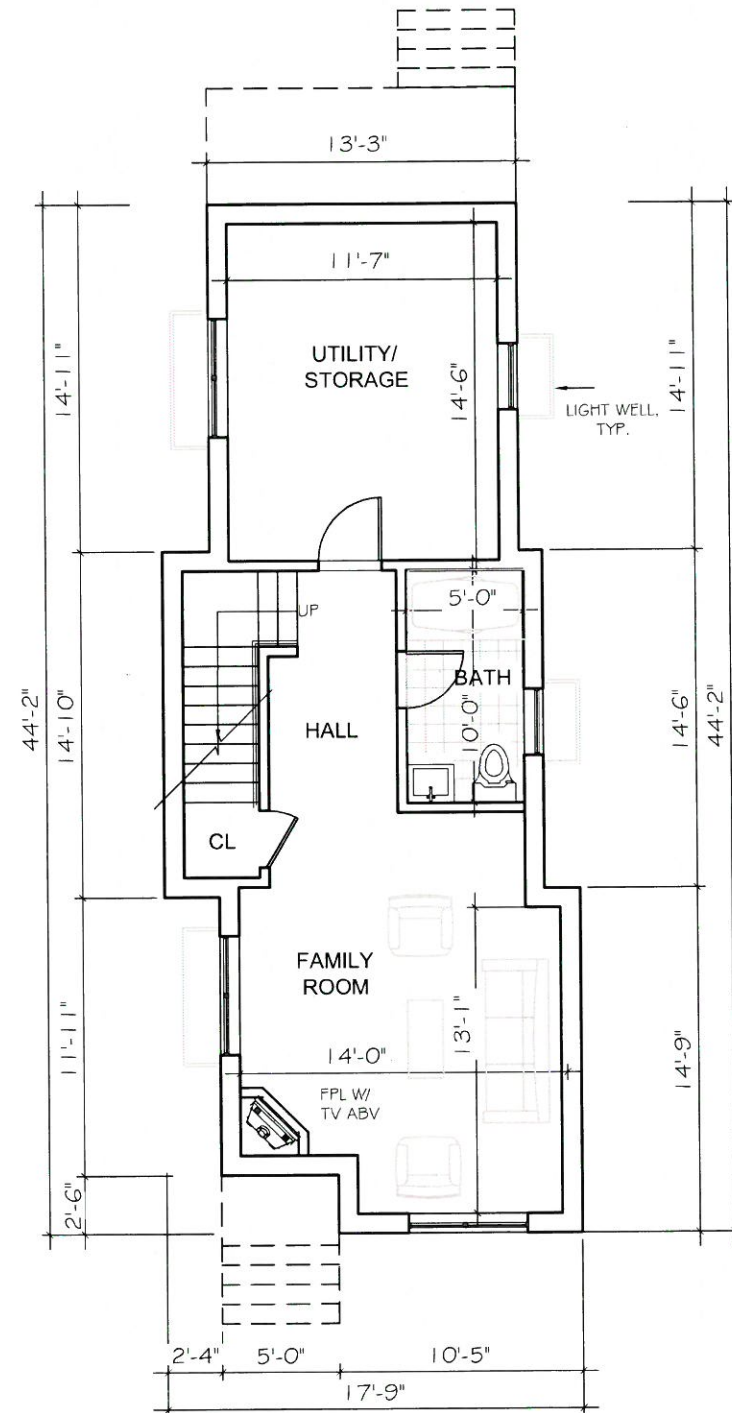 13'-3"
11'-7"
UTILITY/
STORAGE
14'-6"
14'-11"
14'-11"
LIGHT WELL,
TYP.
UP
5'-0"
BATH
10'-0"
HALL
CL
44'-2"
14'-10"
14'-6"
44'-2"
FAMILY
ROOM
13'-1"
14'-0"
FPL W/
TV ABV
11'-11"
14'-9"
2'-6"
2'-4"
5'-0"
10'-5"
17'-9"